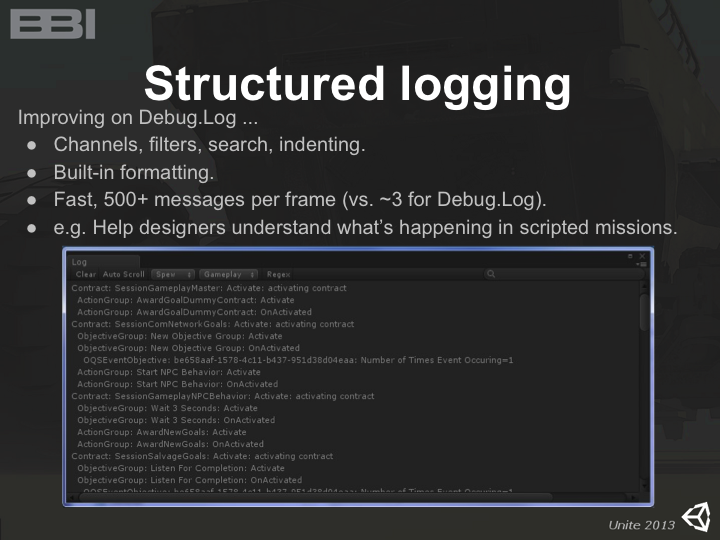 BBI
Structured logging
Improving on Debug.Log ...
● Channels, filters, search, indenting.
● Built-in formatting.
● Fast, 500+ messages per frame (vs. ~3 for Debug.Log).
● e.g. Help designers understand what's happening in scripted missions.
Log
Clear Auto Scroll Spew Gameplay Regex
Contract: SessionGameplayMaster: Activate: activating contract
ActionGroup: AwardGoalDummyContract: Activate
ActionGroup: AwardGoalDummyContract: OnActivated
Contract: SessionComNetworkGoals: Activate: activating contract
ObjectiveGroup: New Objective Group: Activate
ObjectiveGroup: New Objective Group: OnActivated
OQSEventObjective: be658aaf-1578-4c11-b437-951d38d04eaa: Number of Times Event Occuring=1
ActionGroup: Start NPC Behavior: Activate
ActionGroup: Start NPC Behavior: OnActivated
Contract: SessionGameplayNPCBehavior: Activate: activating contract
ObjectiveGroup: Wait 3 Seconds: Activate
ObjectiveGroup: Wait 3 Seconds: OnActivated
ActionGroup: AwardNewGoals: Activate
ActionGroup: AwardNewGoals: OnActivated
Contract: SessionSalvageGoals: Activate: activating contract
ObjectiveGroup: Listen For Completion: Activate
ObjectiveGroup: Listen For Completion: OnActivated
Unite 2013